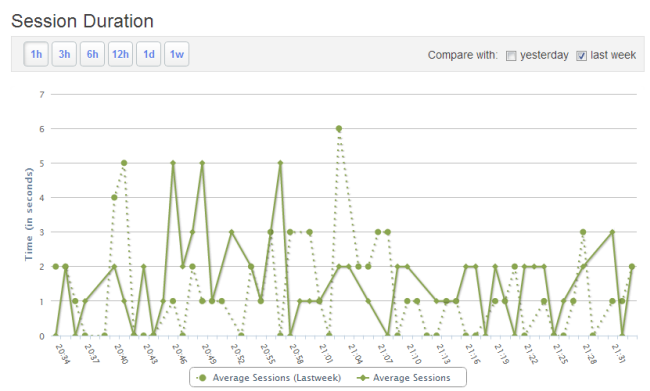 Session Duration
1h 3h 6h 12h 1d 1w Compare with: yesterday last week
7
6
5
4
3
2
1
0
Time (in seconds)
20:34 20:37 20:40 20:43 20:46 20:49 20:52 20:55 20:58 21:01 21:04 21:07 21:10 21:13 21:16 21:19 21:22 21:25 21:28 21:31
Average Sessions (Lastweek) Average Sessions